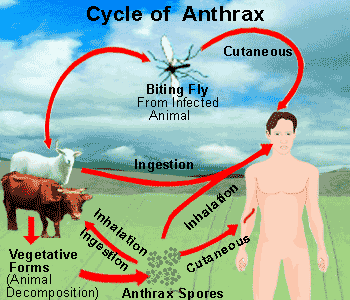 Cycle of Anthrax
Cutaneous
Biting Fly
From Infected
Animal
Ingestion
Inhalation
Inhalation
Ingestion
Cutaneous
Vegetative
Forms
(Animal
Decomposition)
Anthrax Spores